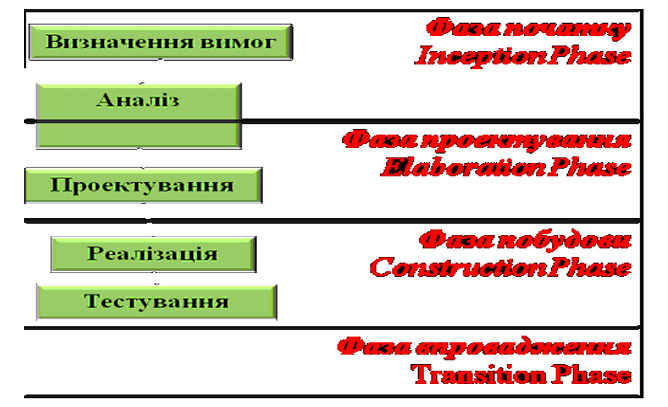 Визначення вимог
Фаза початку
Inception Phase
Аналіз
Фаза проектування
Elaboration Phase
Проектування
Фаза побудови
Реалізація
Construction Phase
Тестування
Фаза впровадження
Transition Phase